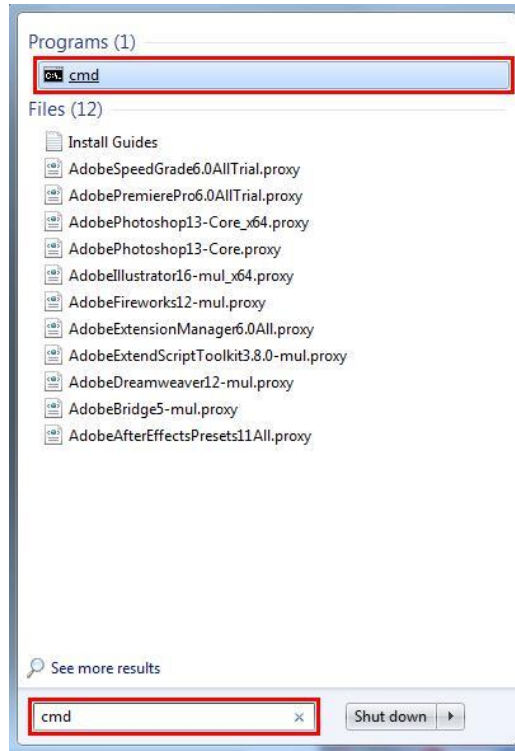 Programs (1)
cmd
Files (12)
Install Guides
AdobeSpeedGrade6.0AllTrial.proxy
AdobePremierePro6.0AllTrial.proxy
AdobePhotoshop13-Core_x64.proxy
AdobePhotoshop13-Core.proxy
AdobeIllustrator16-mul_x64.proxy
AdobeFireworks12-mul.proxy
AdobeExtensionManager6.0All.proxy
AdobeExtendScriptToolkit3.8.0-mul.proxy
AdobeDreamweaver12-mul.proxy
AdobeBridge5-mul.proxy
AdobeAfterEffectsPresets11All.proxy
See more results
cmd Shut down